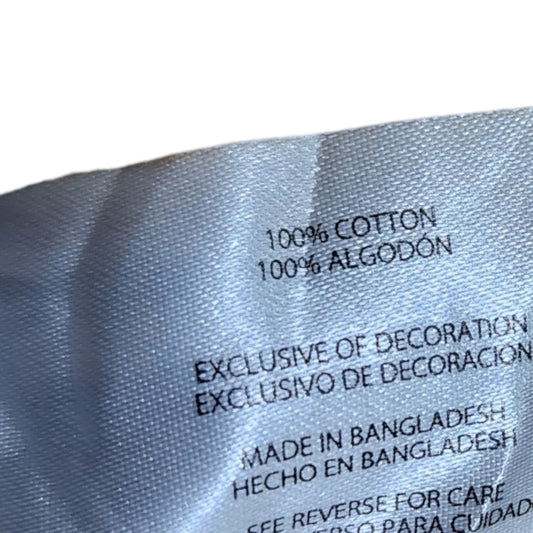 100% COTTON
100% ALGODÓN
EXCLUSIVE OF DECORATION
EXCLUSIVO DE DECORACION
MADE IN BANGLADESH
HECHO EN BANGLADESH
SEE REVERSE FOR CARE
PARA